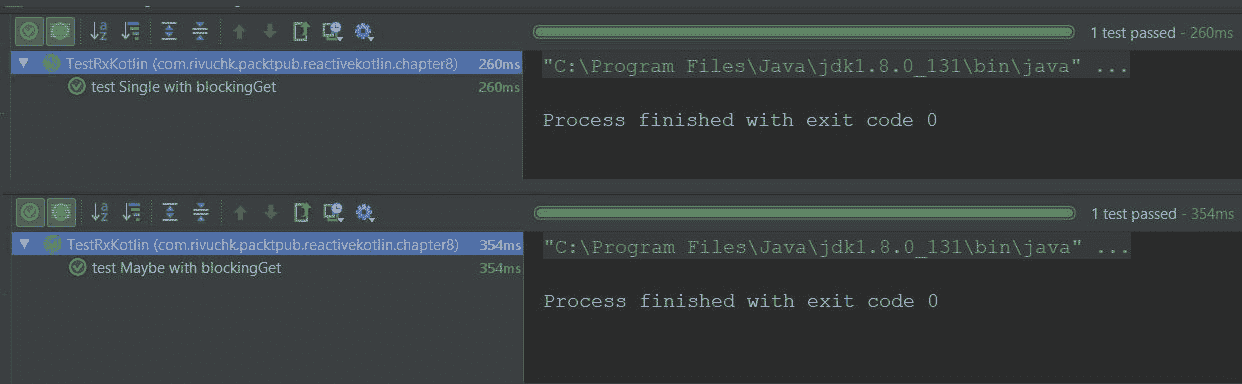 1 test passed - 260ms
TestRxKotlin (com.rivuchk.packtpub.reactivekotlin.chapter8) 260ms
test Single with blockingGet 260ms
"C:\Program Files\Java\jdk1.8.0_131\bin\java" ...
Process finished with exit code 0
1 test passed - 354ms
TestRxKotlin (com.rivuchk.packtpub.reactivekotlin.chapter8) 354ms
test Maybe with blockingGet 354ms
"C:\Program Files\Java\jdk1.8.0_131\bin\java" ...
Process finished with exit code 0